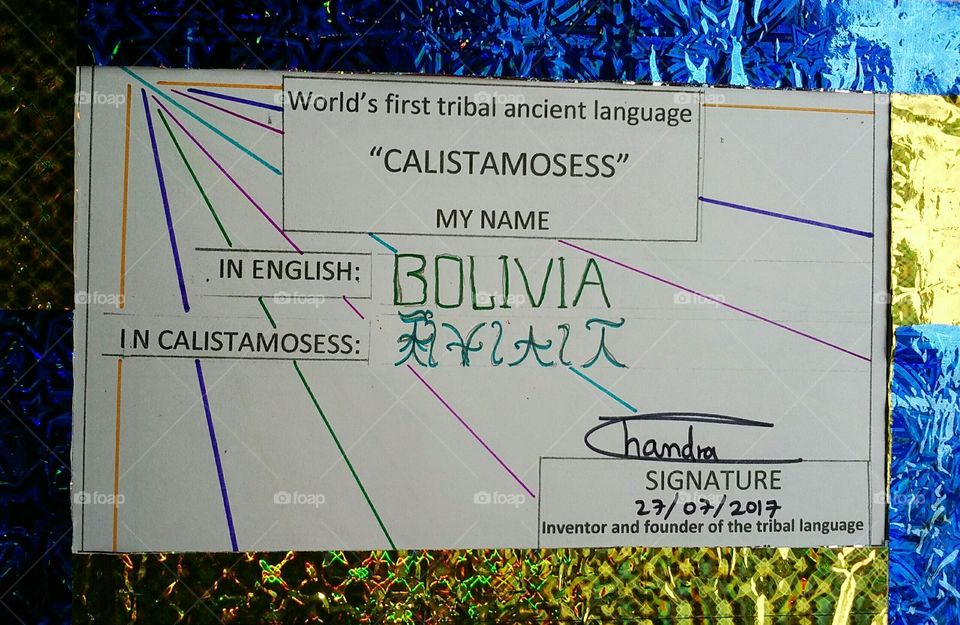 World's first tribal ancient language
"CALISTAMOSESS"
MY NAME
IN ENGLISH: BOLIVIA
IN CALISTAMOSESS:
Chandra
SIGNATURE
27/07/2017
Inventor and founder of the tribal language